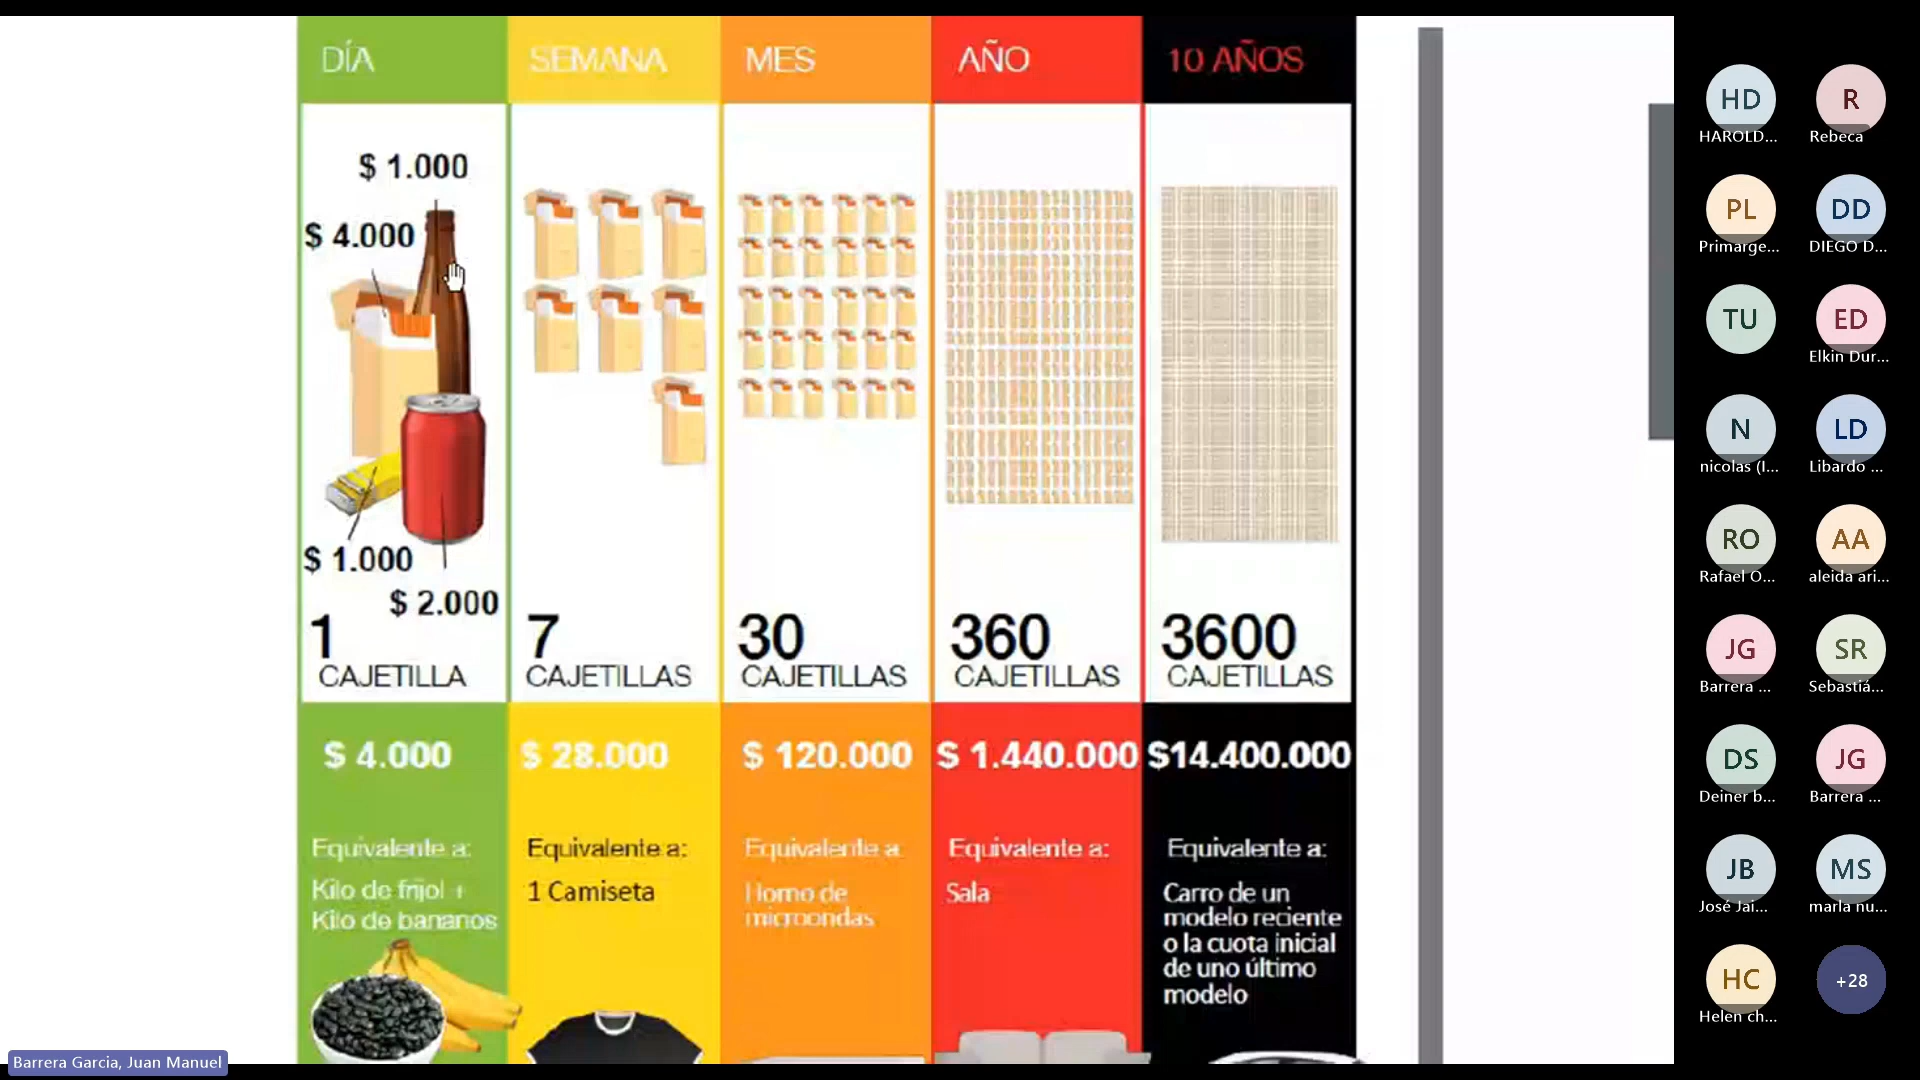 DÍA
SEMANA
MES
AÑO
10 AÑOS
$ 1.000
$ 4.000
$ 1.000
$ 2.000
1
CAJETILLA
7
CAJETILLAS
30
CAJETILLAS
360
CAJETILLAS
3600
CAJETILLAS
$ 4.000
$ 28.000
$ 120.000
$ 1.440.000
$14.400.000
Equivalente a:
Kilo de frijol +
Kilo de bananos
Equivalente a:
1 Camiseta
Equivalente a
Horno de
microondas
Equivalente a:
Sala
Equivalente a:
Carro de un
modelo reciente
o la cuota inicial
de uno último
modelo
HD
HAROLD...
R
Rebeca
PL
Primarge...
DD
DIEGO D...
TU
ED
Elkin Dur...
N
nicolas (I...
LD
Libardo ...
RO
Rafael O...
AA
aleida ari...
JG
Barrera ...
SR
Sebastiá...
DS
Deiner b...
JG
Barrera ...
JB
José Jai...
MS
marla nu...
HC
Helen ch...
+28
Barrera Garcia, Juan Manuel